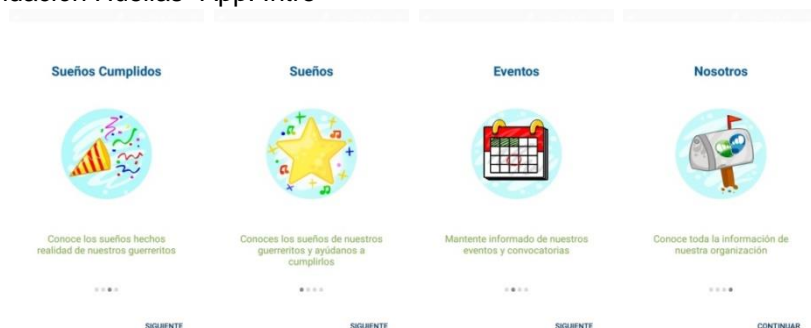 App. Intro
Sueños Cumplidos
Conoce los sueños hechos
realidad de nuestros guerreritos
SIGUIENTE
Sueños
Conoces los sueños de nuestros
guerreritos y ayúdanos a
cumplirlos
SIGUIENTE
Eventos
Mantente informado de nuestros
eventos y convocatorias
SIGUIENTE
Nosotros
Conoce toda la información de
nuestra organización
CONTINUAR